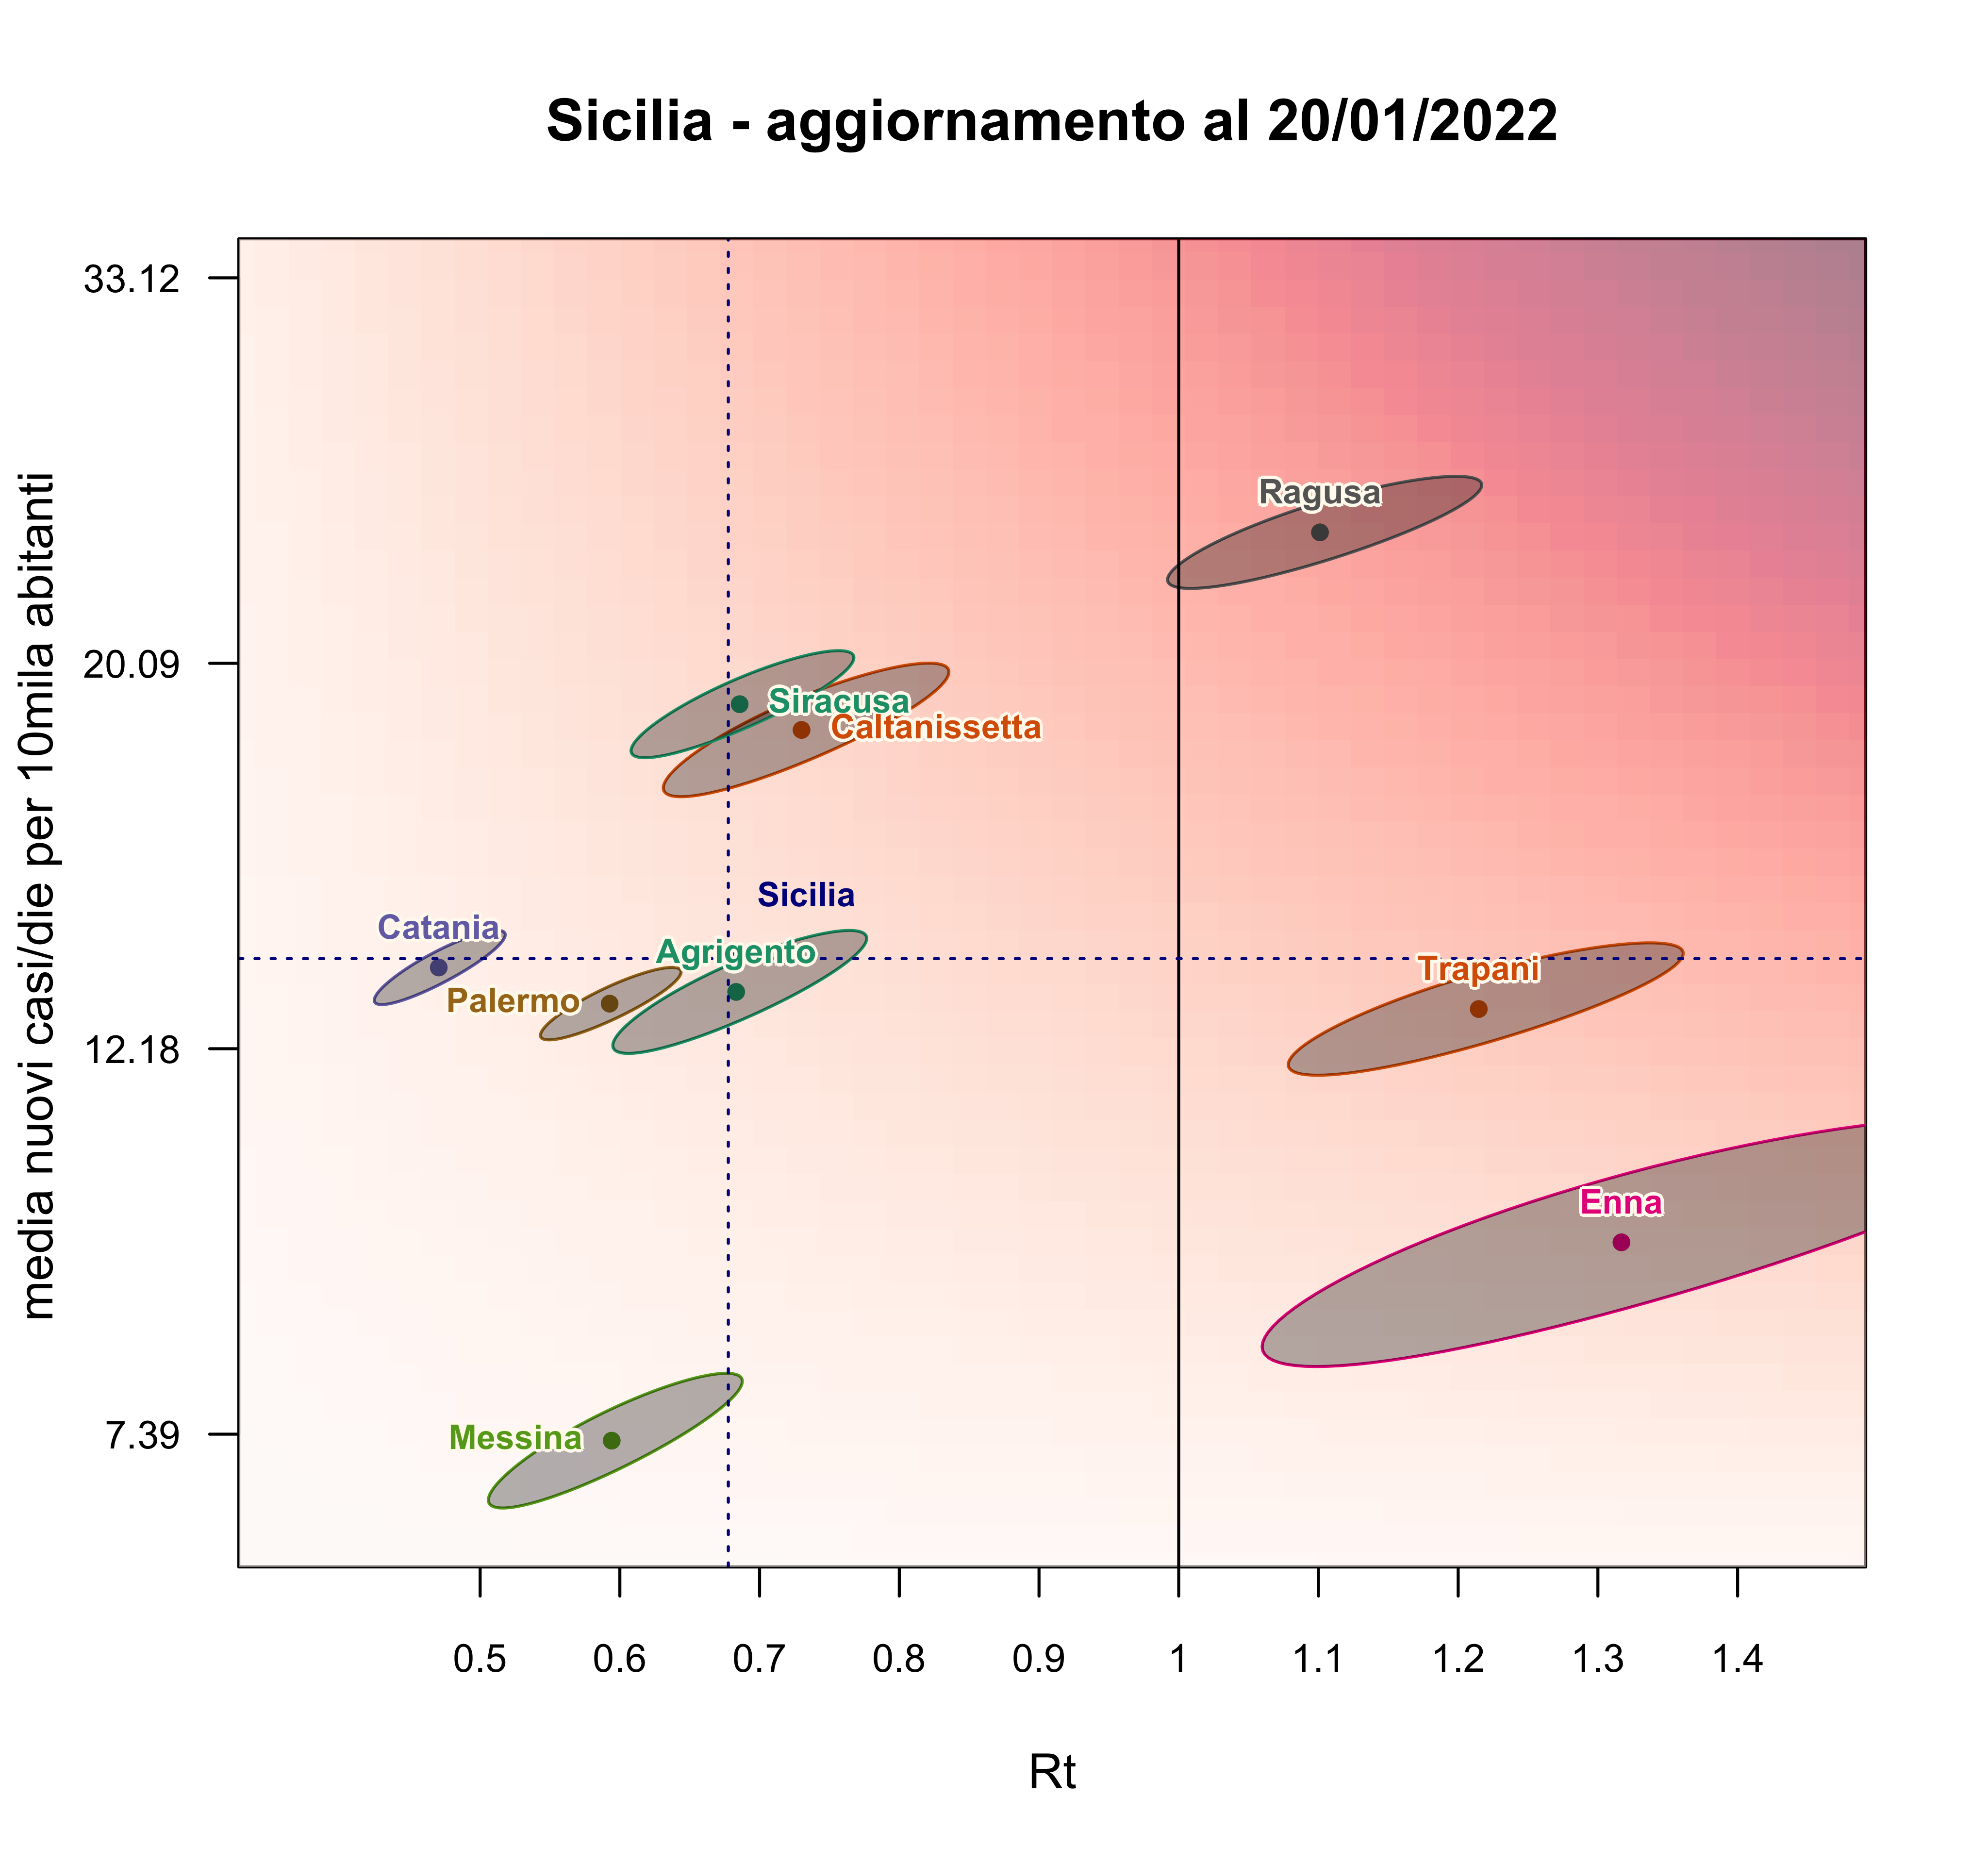 Sicilia - aggiornamento al 20/01/2022
media nuovi casi/die per 10mila abitanti
33.12
20.09
12.18
7.39
Ragusa
Siracusa
Caltanissetta
Sicilia
Catania
Agrigento
Trapani
Palermo
Enna
Messina
0.5 0.6 0.7 0.8 0.9 1 1.1 1.2 1.3 1.4
Rt